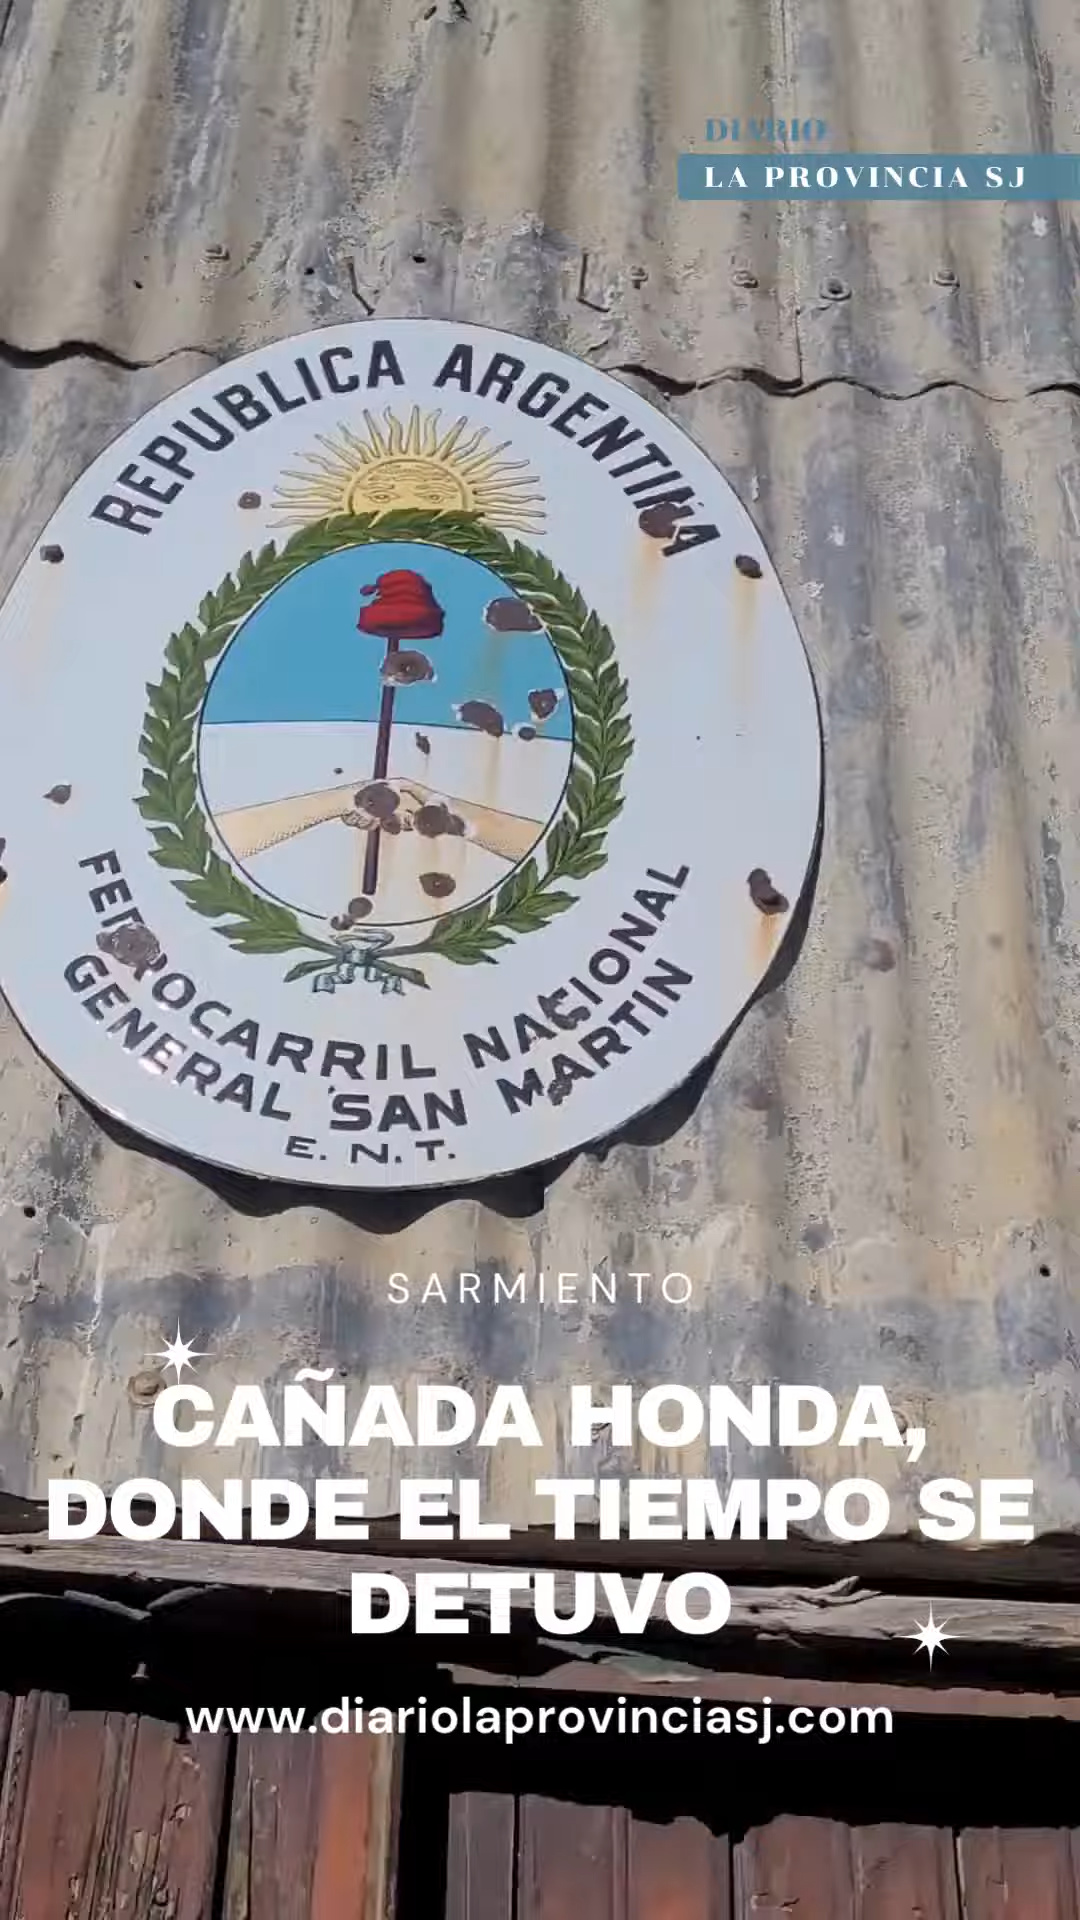 DIARIO
LA PROVINCIA SJ
REPUBLICA ARGENTINA
FERROCARRIL NACIONAL
GENERAL SAN MARTIN
E. N. T.
SARMIENTO
CAÑADA HONDA,
DONDE EL TIEMPO SE
DETUVO
www.diariolaprovinciasj.com